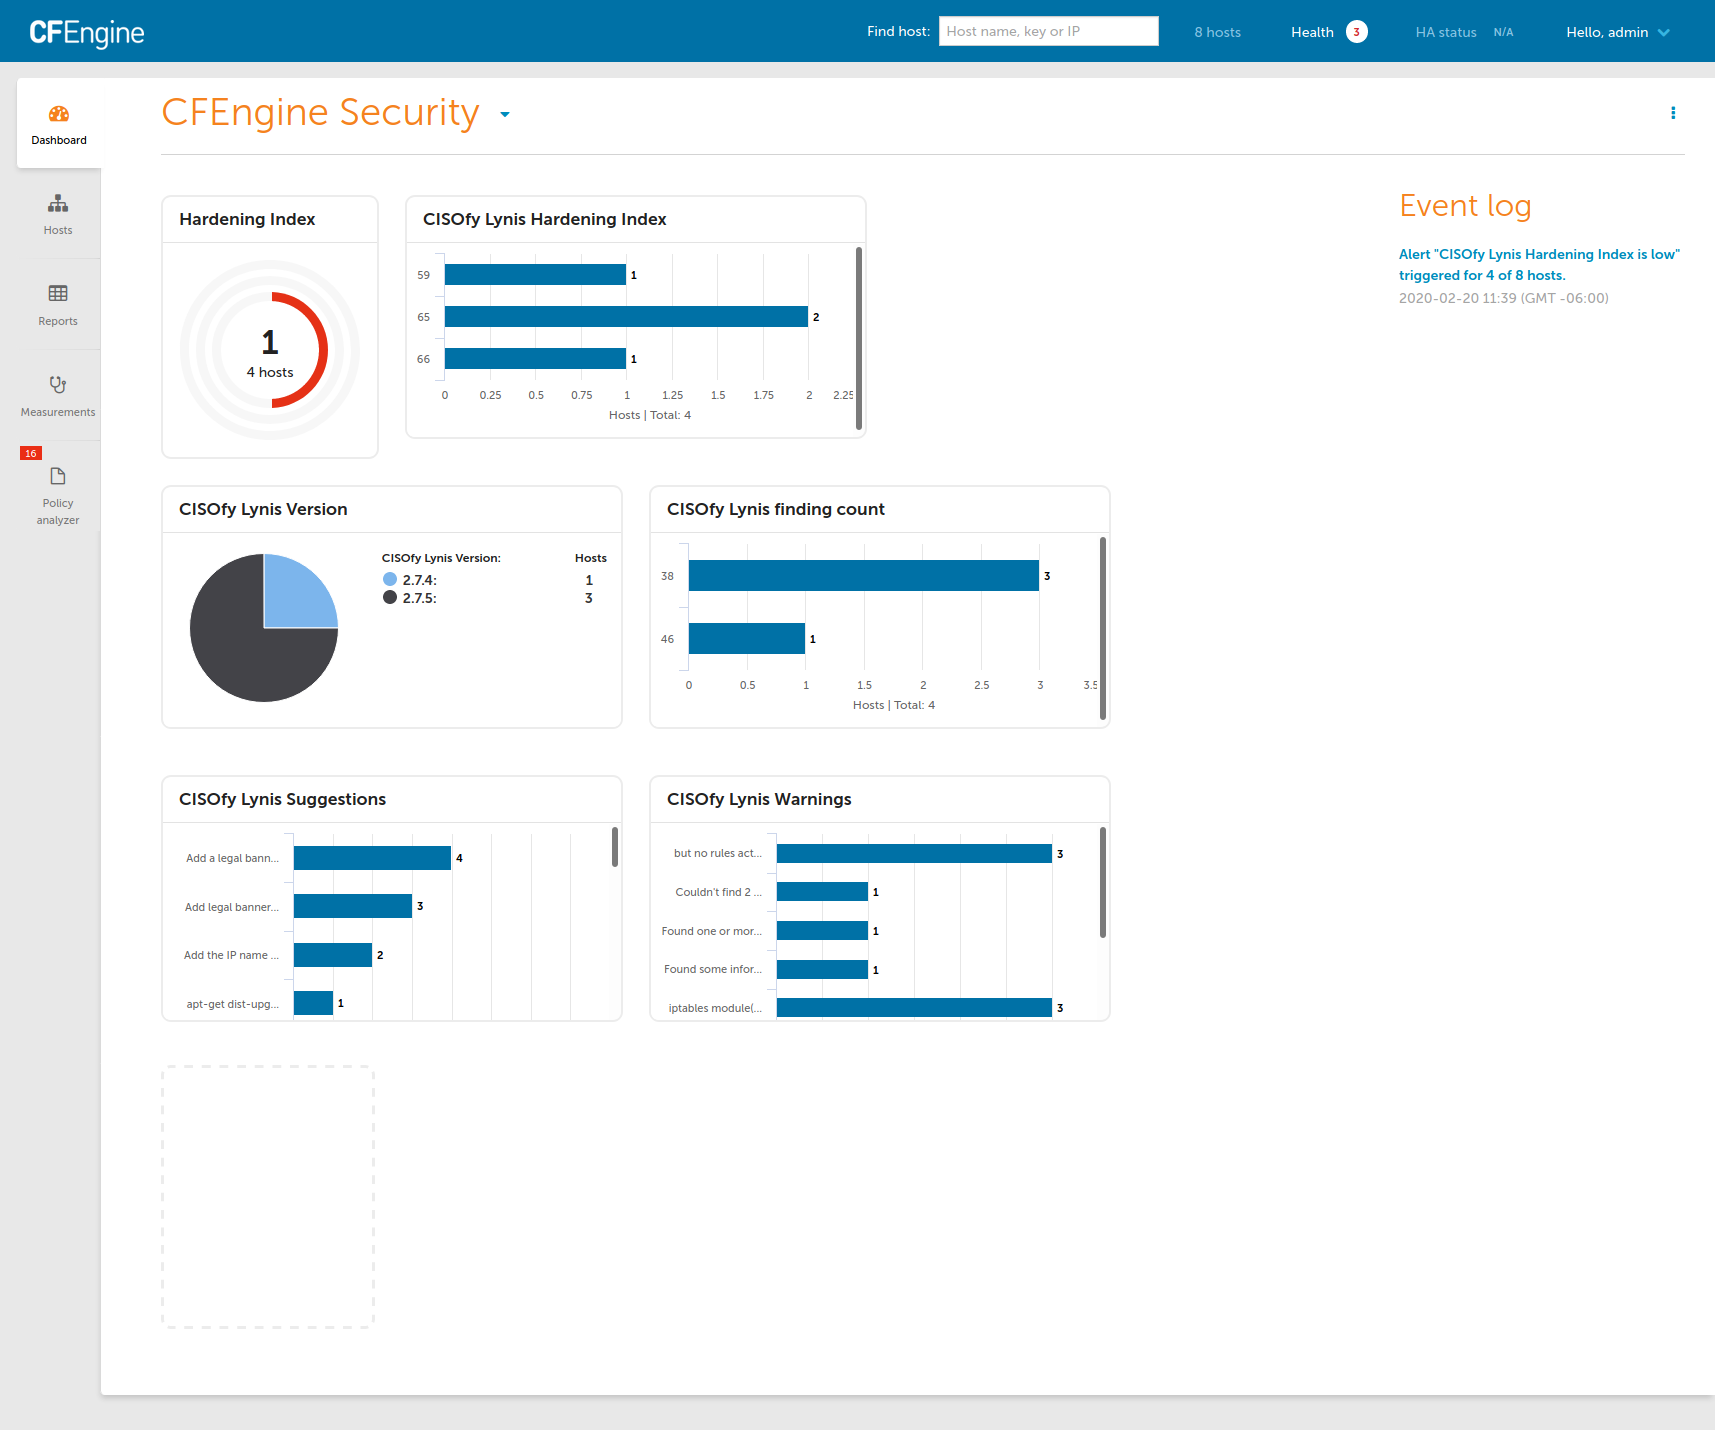 CFEngine
Find host:
Host name, key or IP
8 hosts
Health 3
HA status N/A
Hello, admin
Dashboard
Hosts
Reports
Measurements
16
Policy
analyzer
CFEngine Security
Hardening Index
1
4 hosts
CISOfy Lynis Hardening Index
59 1
65 2
66 1
0 0.25 0.5 0.75 1 1.25 1.5 1.75 2 2.25
Hosts | Total: 4
Event log
Alert "CISOfy Lynis Hardening Index is low"
triggered for 4 of 8 hosts.
2020-02-20 11:39 (GMT -06:00)
CISOfy Lynis Version
CISOfy Lynis Version: Hosts
2.7.4: 1
2.7.5: 3
CISOfy Lynis finding count
38 3
46 1
0 0.5 1 1.5 2 2.5 3 3.5
Hosts | Total: 4
CISOfy Lynis Suggestions
Add a legal bann... 4
Add legal banner... 3
Add the IP name ... 2
apt-get dist-upg... 1
CISOfy Lynis Warnings
but no rules act... 3
Couldn't find 2 ... 1
Found one or mor... 1
Found some infor... 1
iptables module(... 3